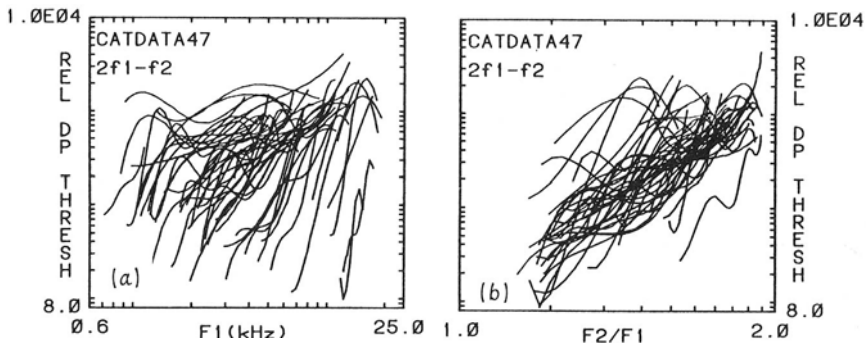 1.0E04
CATDATA47
2f1-f2
REL DP THRESH
(a)
8.0
0.6
F1(kHz)
25.0
CATDATA47
2f1-f2
(b)
1.0
F2/F1
2.0
1.0E04
REL DP THRESH
8.0